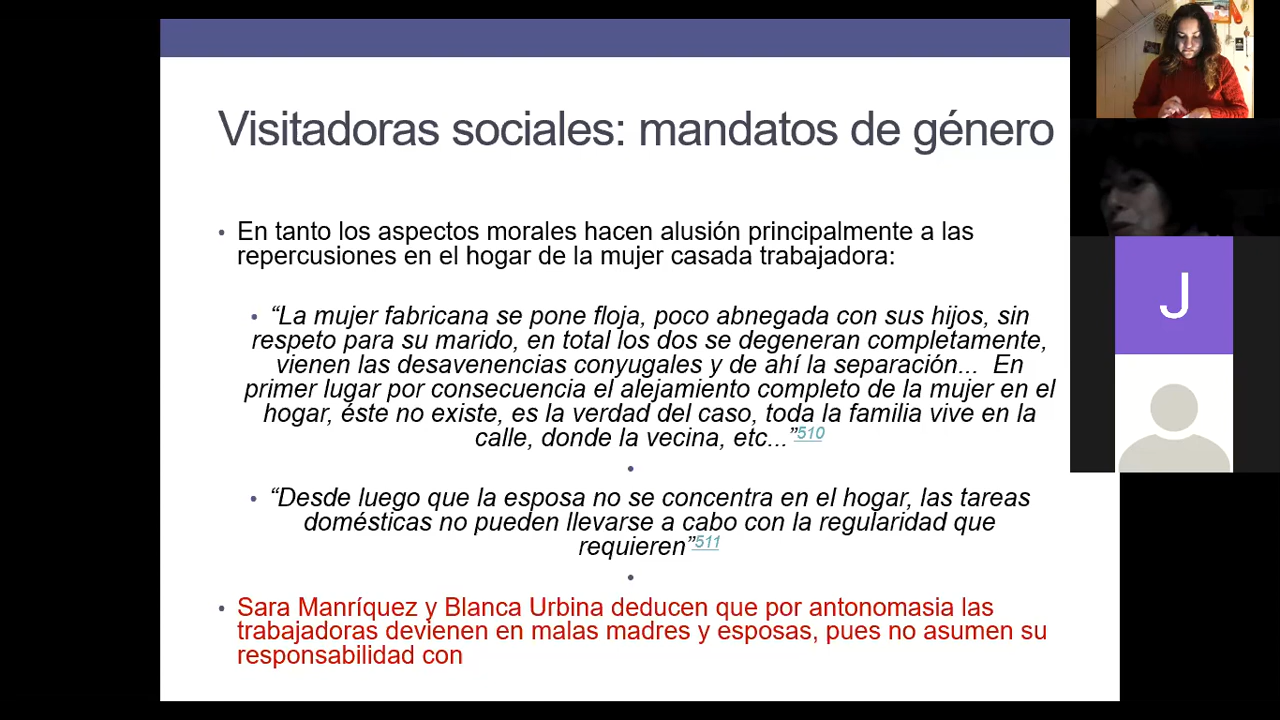 Visitadoras sociales: mandatos de género
• En tanto los aspectos morales hacen alusión principalmente a las
repercusiones en el hogar de la mujer casada trabajadora:
• “La mujer fabricana se pone floja, poco abnegada con sus hijos, sin
respeto para su marido, en total los dos se degeneran completamente,
vienen las desavenencias conyugales y de ahí la separación... En
primer lugar por consecuencia el alejamiento completo de la mujer en el
hogar, éste no existe, es la verdad del caso, toda la familia vive en la
calle, donde la vecina, etc...”510
•
• “Desde luego que la esposa no se concentra en el hogar, las tareas
domésticas no pueden llevarse a cabo con la regularidad que
requieren”511
•
• Sara Manríquez y Blanca Urbina deducen que por antonomasia las
trabajadoras devienen en malas madres y esposas, pues no asumen su
responsabilidad con
J